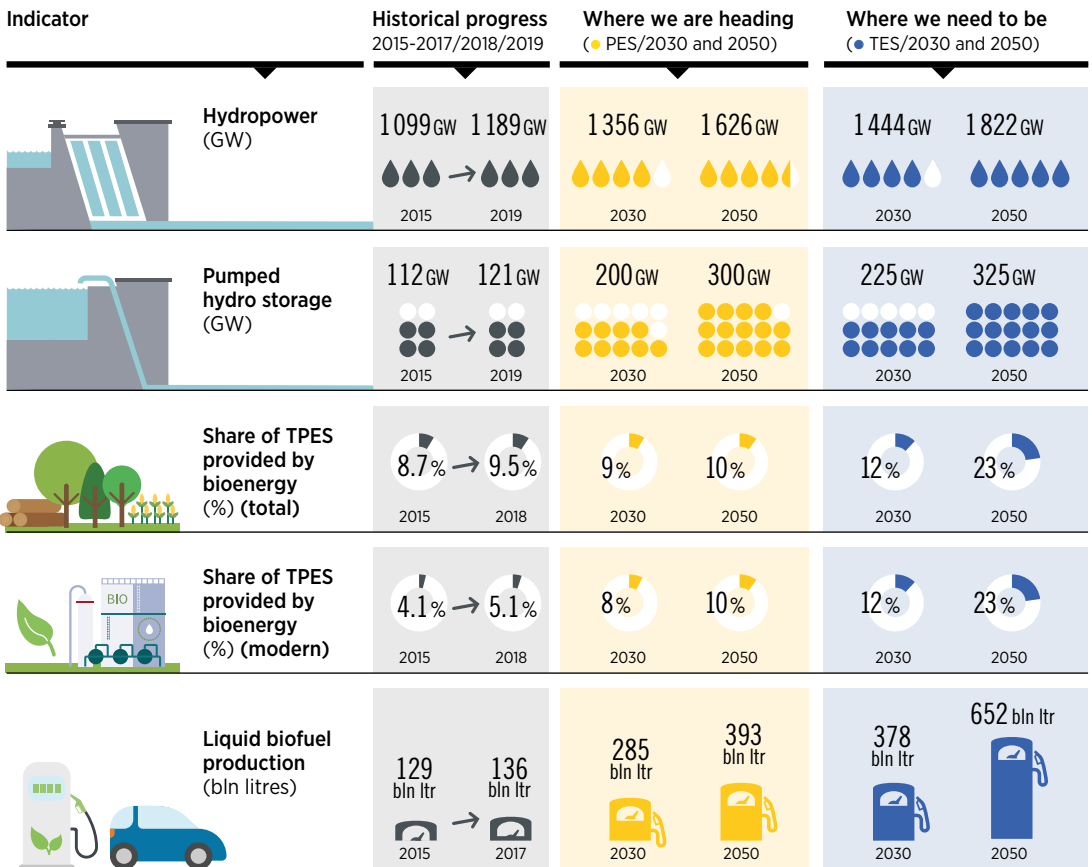 Indicator
Historical progress
2015-2017/2018/2019
Where we are heading
(● PES/2030 and 2050)
Where we need to be
(● TES/2030 and 2050)
Hydropower
(GW)
1 099 GW 1 189 GW
2015 2019
1 356 GW 1 626 GW
2030 2050
1 444 GW 1 822 GW
2030 2050
Pumped
hydro storage
(GW)
112 GW 121 GW
2015 2019
200 GW 300 GW
2030 2050
225 GW 325 GW
2030 2050
Share of TPES
provided by
bioenergy
(%) (total)
8.7% 9.5%
2015 2018
9% 10%
2030 2050
12% 23%
2030 2050
BIO
Share of TPES
provided by
bioenergy
(%) (modern)
4.1% 5.1%
2015 2018
8% 10%
2030 2050
12% 23%
2030 2050
Liquid biofuel
production
(bln litres)
129
bln ltr
136
bln ltr
2015 2017
285
bln ltr
393
bln ltr
2030 2050
378
bln ltr
652 bln ltr
2030 2050